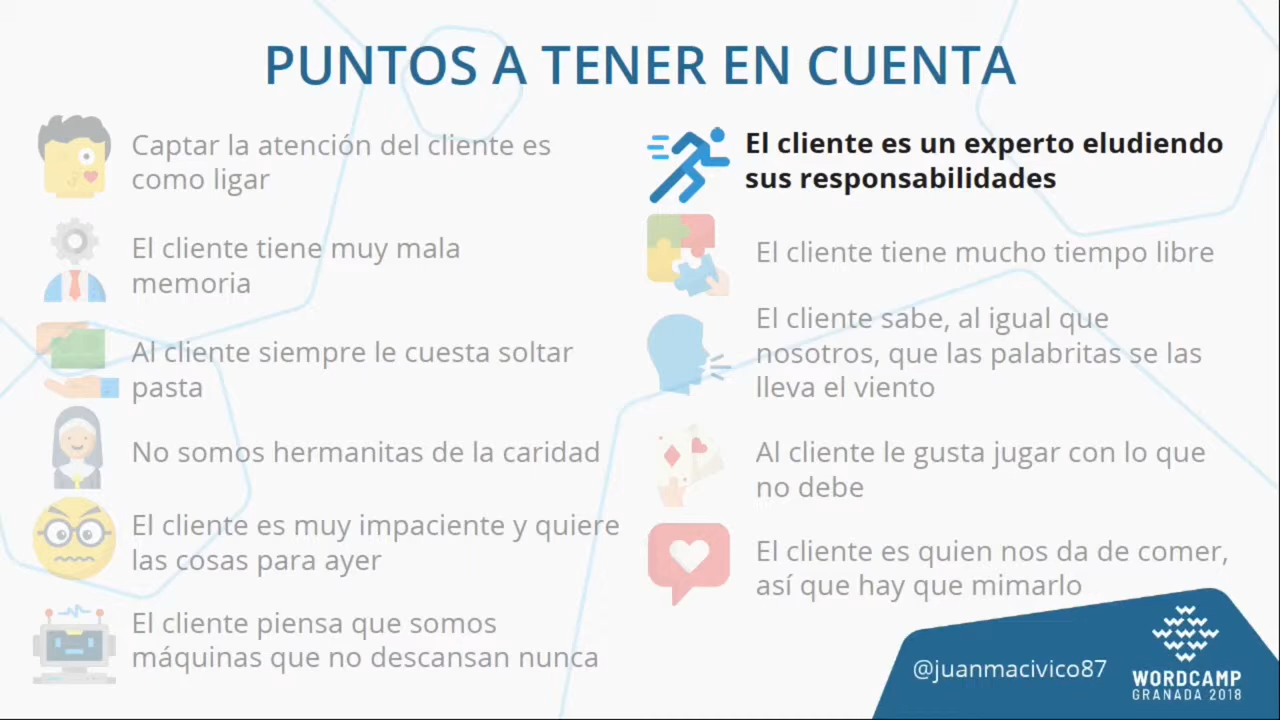 PUNTOS A TENER EN CUENTA
Captar la atención del cliente es
como ligar
El cliente tiene muy mala
memoria
Al cliente siempre le cuesta soltar
pasta
No somos hermanitas de la caridad
El cliente es muy impaciente y quiere
las cosas para ayer
El cliente piensa que somos
máquinas que no descansan nunca
El cliente es un experto eludiendo
sus responsabilidades
El cliente tiene mucho tiempo libre
El cliente sabe, al igual que
nosotros, que las palabritas se las
lleva el viento
Al cliente le gusta jugar con lo que
no debe
El cliente es quien nos da de comer,
así que hay que mimarlo
@juanmacivico87
WORDCAMP
GRANADA 2018